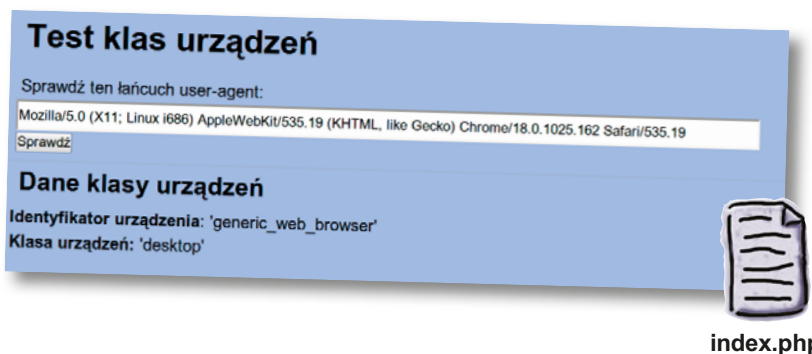 Test klas urządzeń
Sprawdź ten łańcuch user-agent:
Mozilla/5.0 (X11; Linux i686) AppleWebKit/535.19 (KHTML, like Gecko) Chrome/18.0.1025.162 Safari/535.19
Sprawdź
Dane klasy urządzeń
Identyfikator urządzenia: 'generic_web_browser'
Klasa urządzeń: 'desktop'
index.php